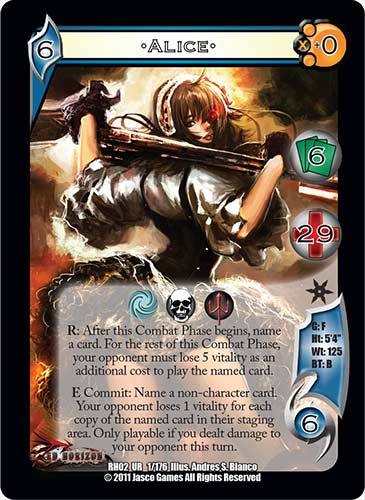 6
·ALICE·
X +0
6
29
G: F
Ht: 5'4"
Wt: 125
BT: B
6
R: After this Combat Phase begins, name
a card. For the rest of this Combat Phase,
your opponent must lose 5 vitality as an
additional cost to play the named card.
E Commit: Name a non-character card.
Your opponent loses 1 vitality for each
copy of the named card in their staging
area. Only playable if you dealt damage to
your opponent this turn.
RED HORIZON
RH02_UR_1/176 Illus. Andres S. Blanco
© 2011 Jasco Games All Rights Reserved